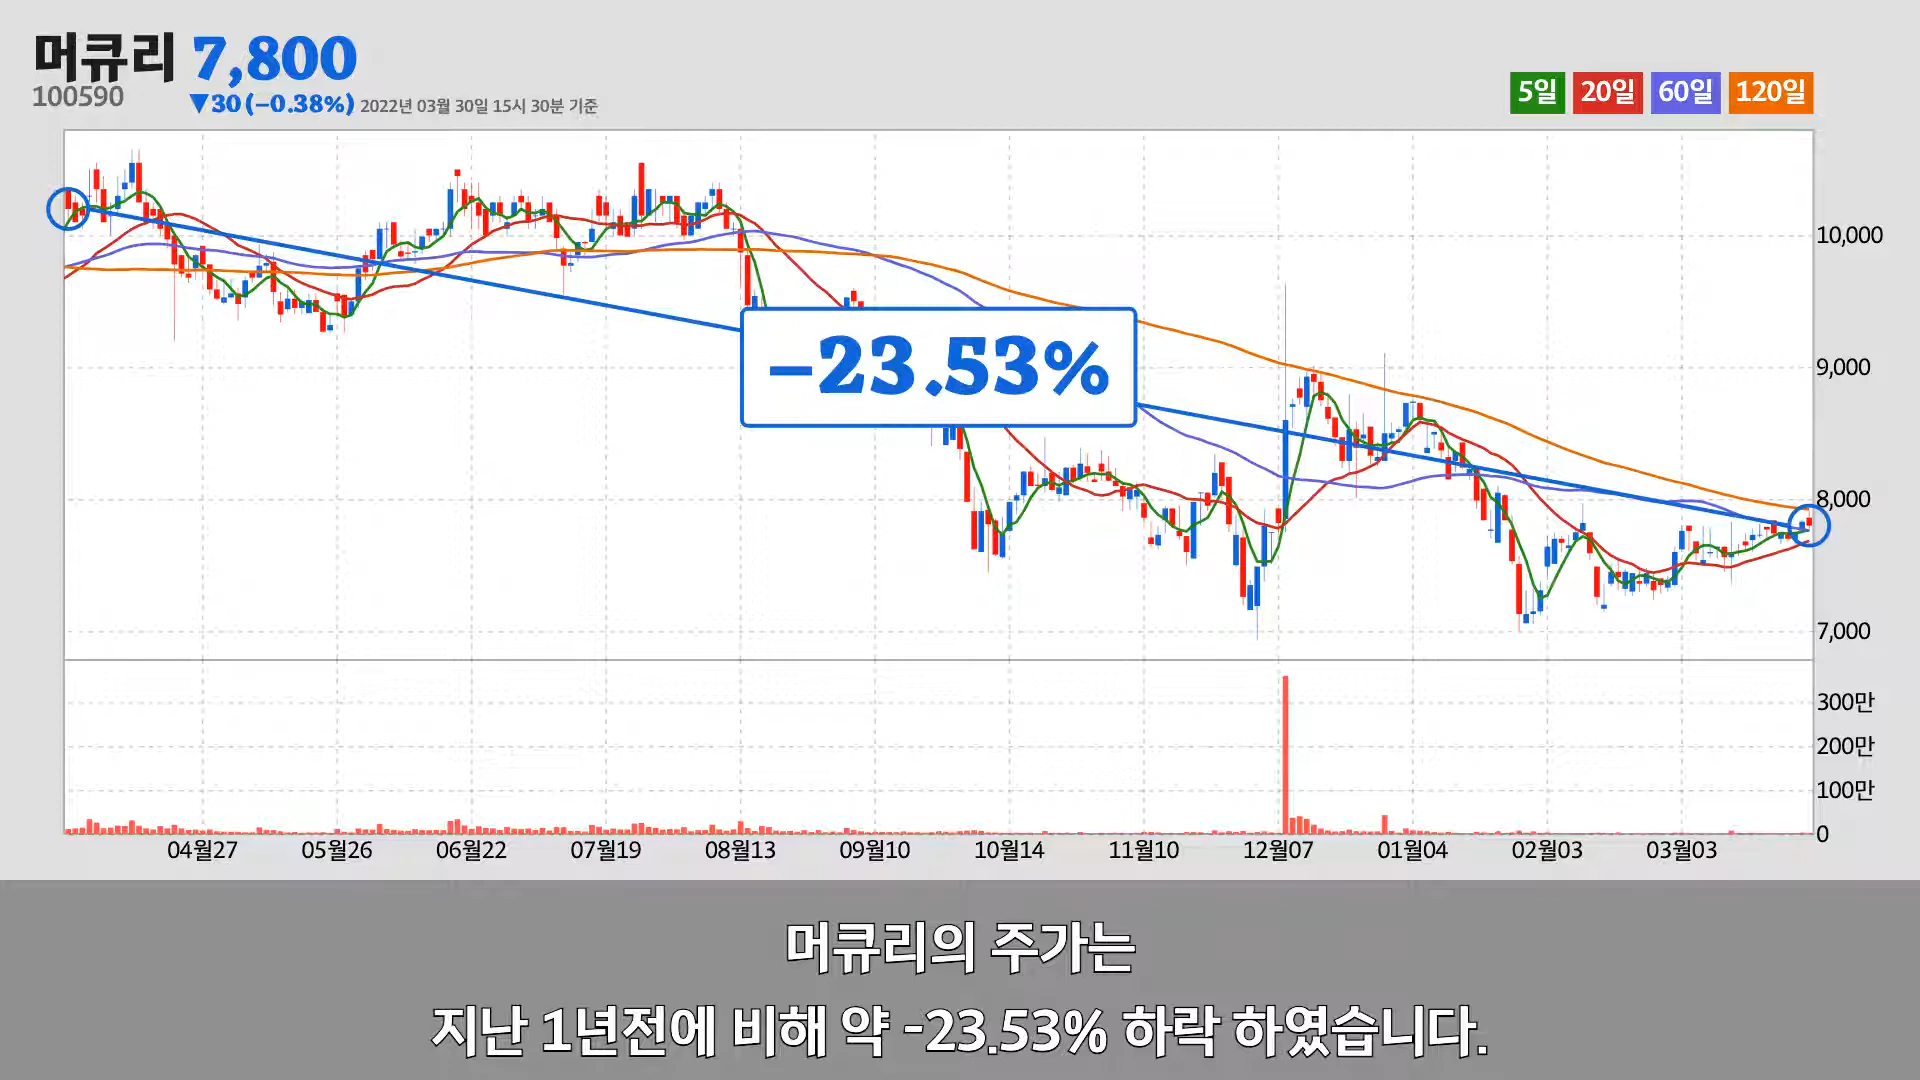 머큐리 7,800
100590
▼30 (−0.38%) 2022년 03월 30일 15시 30분 기준
5일 20일 60일 120일
10,000
9,000
8,000
7,000
−23.53%
300만
200만
100만
0
04월27 05월26 06월22 07월19 08월13 09월10 10월14 11월10 12월07 01월04 02월03 03월03
머큐리의 주가는
지난 1년전에 비해 약 -23.53% 하락 하였습니다.